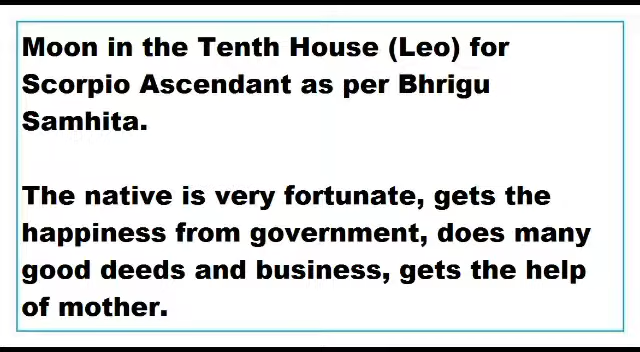 Moon in the Tenth House (Leo) for
Scorpio Ascendant as per Bhrigu
Samhita.
The native is very fortunate, gets the
happiness from government, does many
good deeds and business, gets the help
of mother.